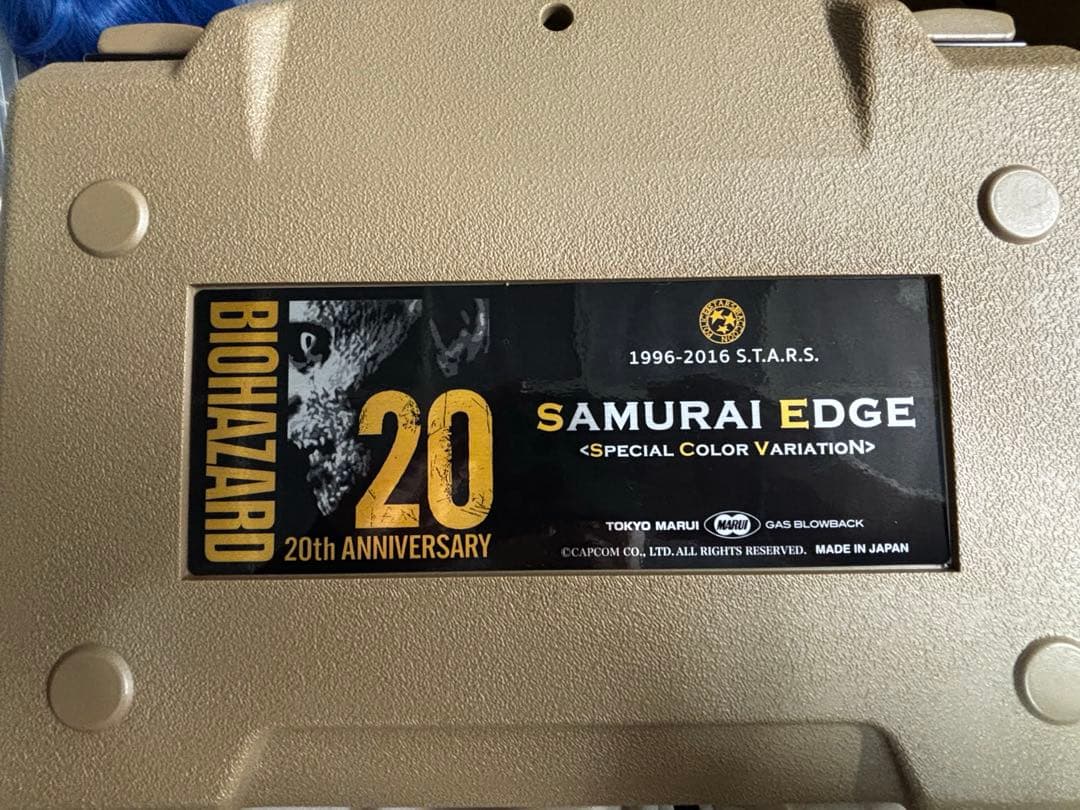 BIOHAZARD
20
20th ANNIVERSARY
1996-2016 S.T.A.R.S.
SAMURAI EDGE
<SPECIAL COLOR VARIATION>
TOKYO MARUI MARUI GAS BLOWBACK
©CAPCOM CO., LTD. ALL RIGHTS RESERVED. MADE IN JAPAN